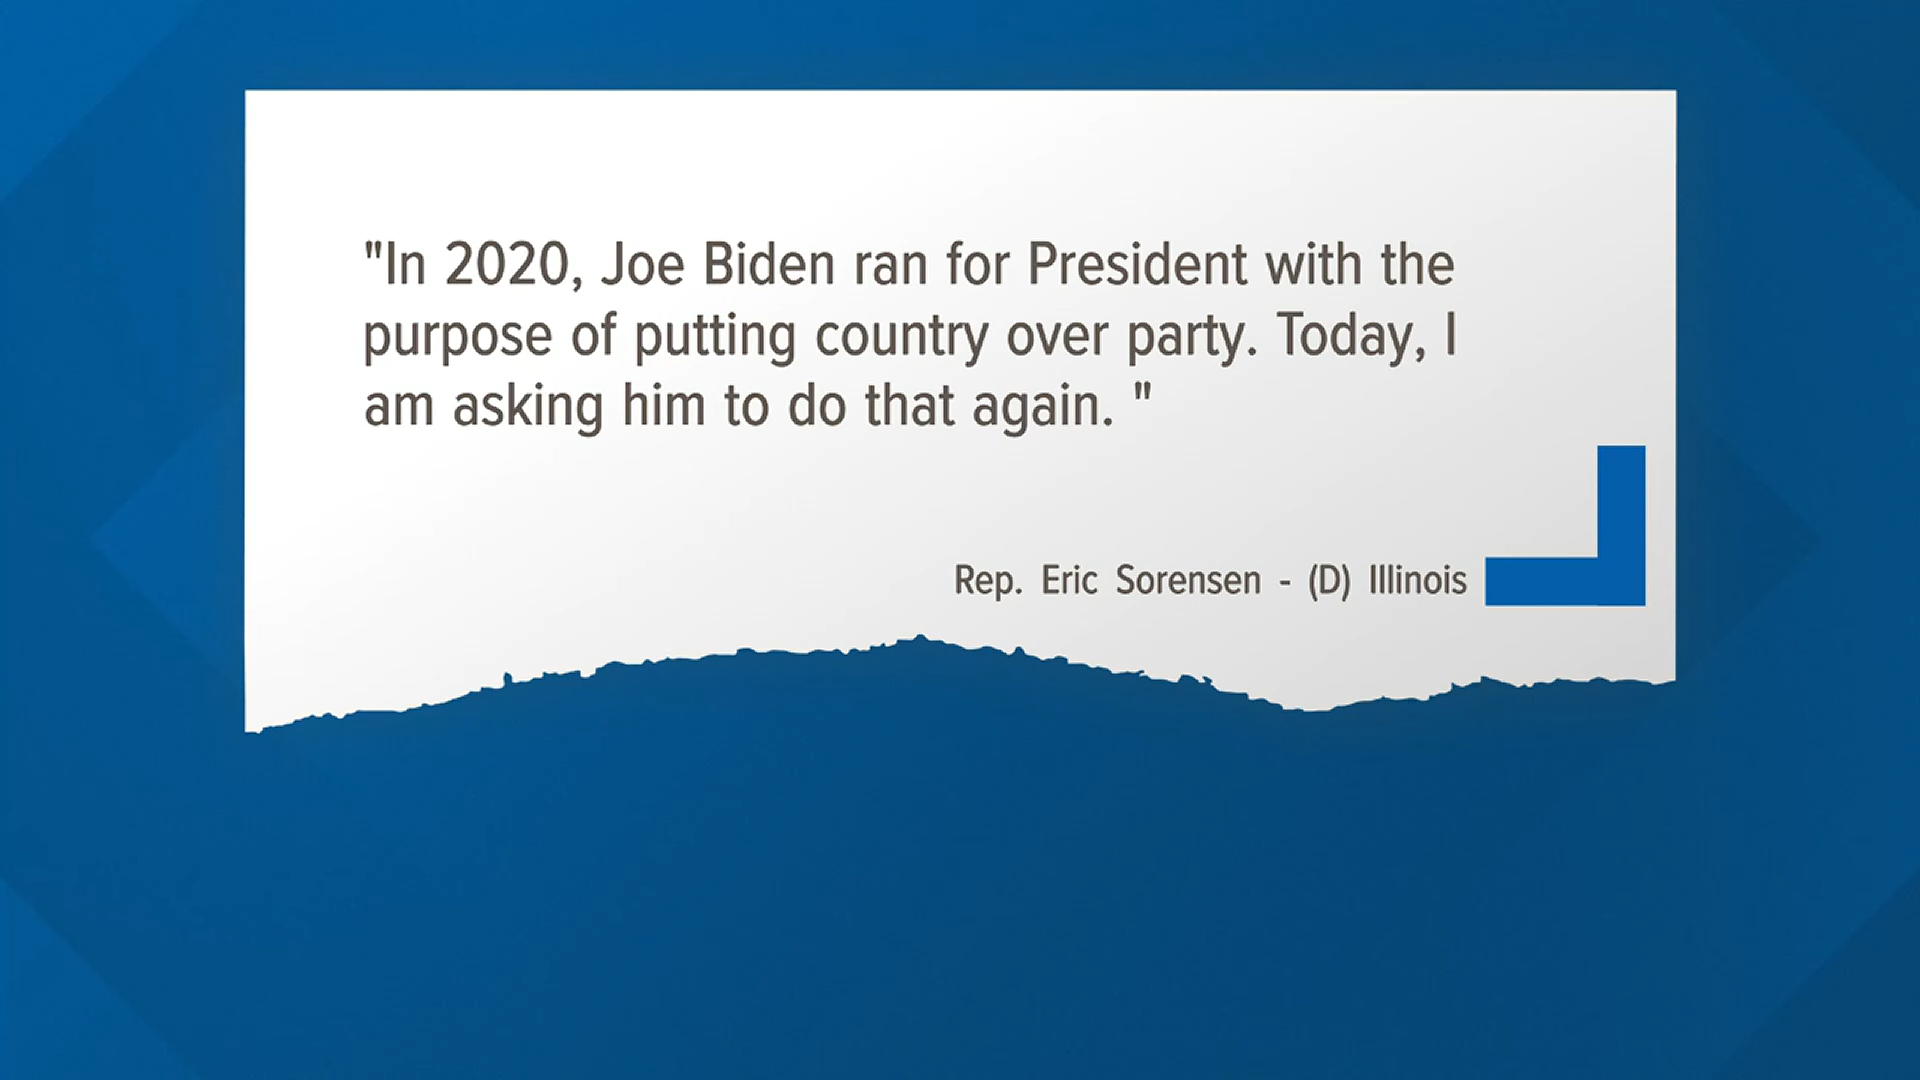 "In 2020, Joe Biden ran for President with the
purpose of putting country over party. Today, I
am asking him to do that again. "
Rep. Eric Sorensen - (D) Illinois